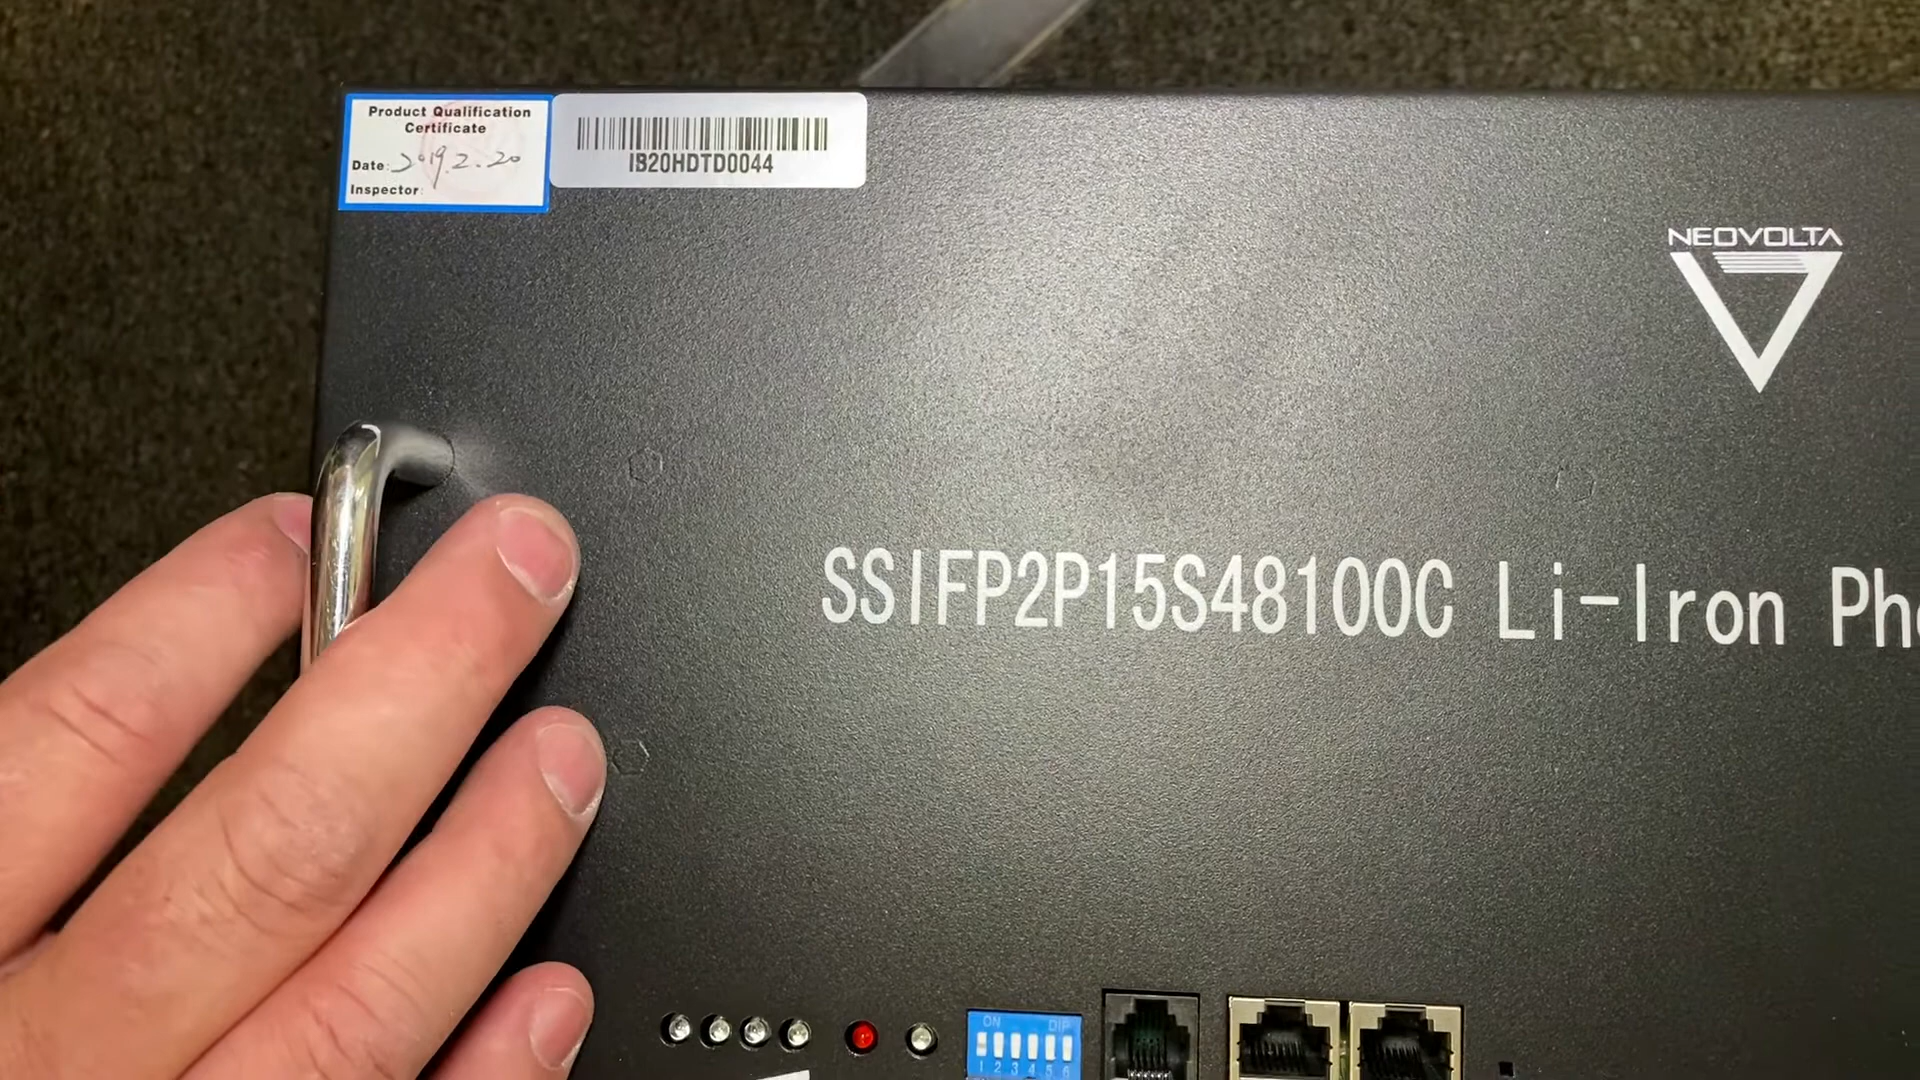 Product Qualification
Certificate
Date: 2019.2.20
Inspector:
IB20HDTD0044
NEOVOLTA
SSIFP2P15S48100C Li-Iron Pho
ON DIP
1 2 3 4 5 6